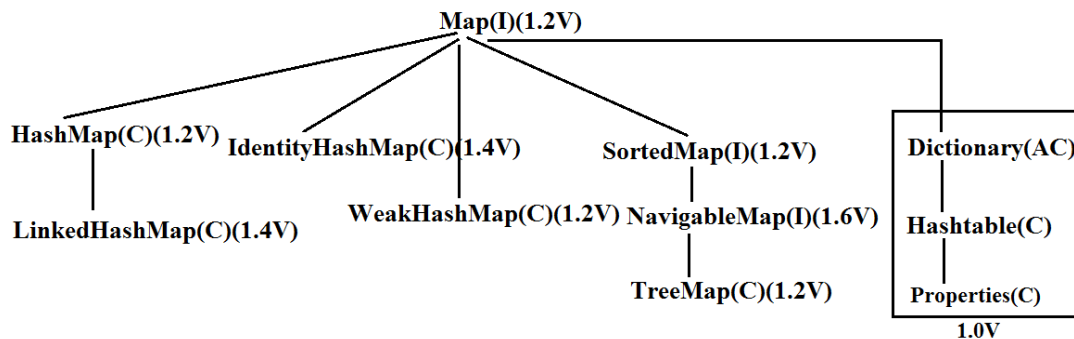 Map(I)(1.2V)
HashMap(C)(1.2V)
IdentityHashMap(C)(1.4V)
SortedMap(I)(1.2V)
Dictionary(AC)
LinkedHashMap(C)(1.4V)
WeakHashMap(C)(1.2V)
NavigableMap(I)(1.6V)
Hashtable(C)
TreeMap(C)(1.2V)
Properties(C)
1.0V